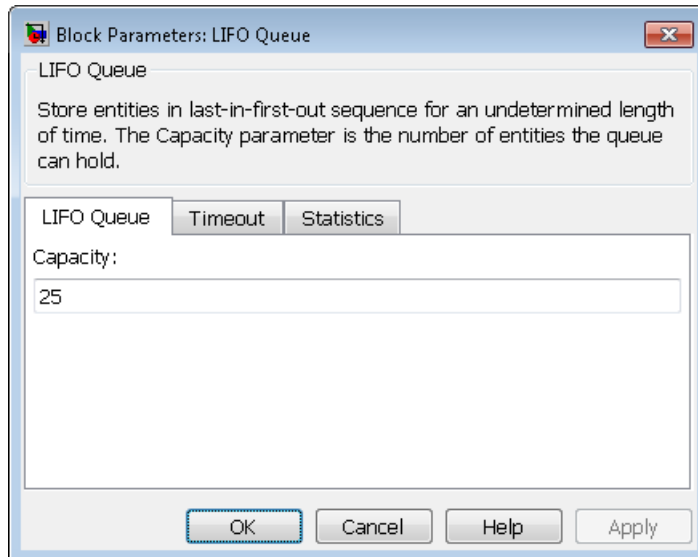 Block Parameters: LIFO Queue
LIFO Queue
Store entities in last-in-first-out sequence for an undetermined length
of time. The Capacity parameter is the number of entities the queue
can hold.
LIFO Queue Timeout Statistics
Capacity:
25
OK Cancel Help Apply